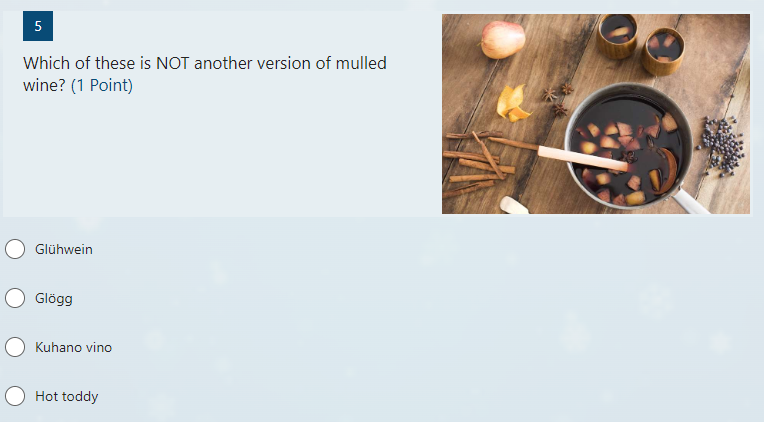 5
Which of these is NOT another version of mulled
wine? (1 Point)
Glühwein
Glögg
Kuhano vino
Hot toddy